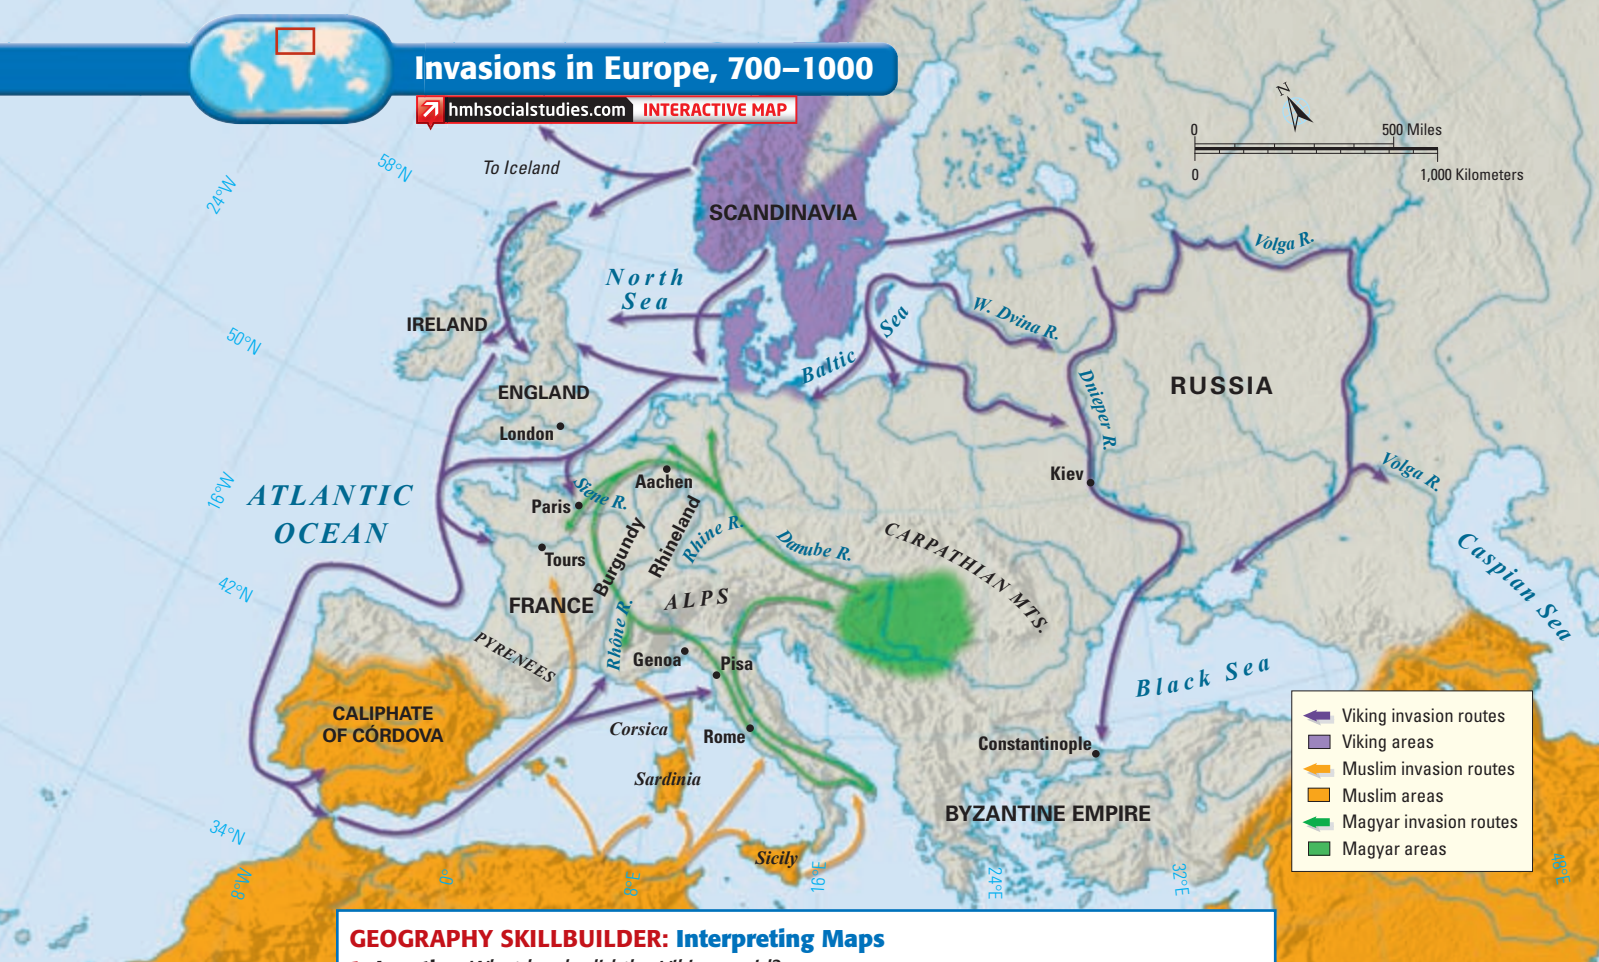 Invasions in Europe, 700–1000
hmhsocialstudies.com INTERACTIVE MAP
N
0 500 Miles
0 1,000 Kilometers
To Iceland
58°N
24°W
SCANDINAVIA
Volga R.
North
Sea
IRELAND
W. Dvina R.
Baltic Sea
50°N
ENGLAND
London
Dnieper R.
RUSSIA
16°W
ATLANTIC
OCEAN
Aachen
Kiev
Volga R.
Paris
Siene R.
Rhineland
Rhine R.
Burgundy
Danube R.
CARPATHIAN MTS.
Caspian Sea
Tours
42°N
FRANCE
ALPS
Rhône R.
PYRENEES
Genoa
Pisa
Black Sea
CALIPHATE
OF CÓRDOVA
Corsica
Rome
Constantinople
Sardinia
BYZANTINE EMPIRE
34°N
Sicily
8°W
0°
8°E
16°E
24°E
32°E
48°E
Viking invasion routes
Viking areas
Muslim invasion routes
Muslim areas
Magyar invasion routes
Magyar areas
GEOGRAPHY SKILLBUILDER: Interpreting Maps